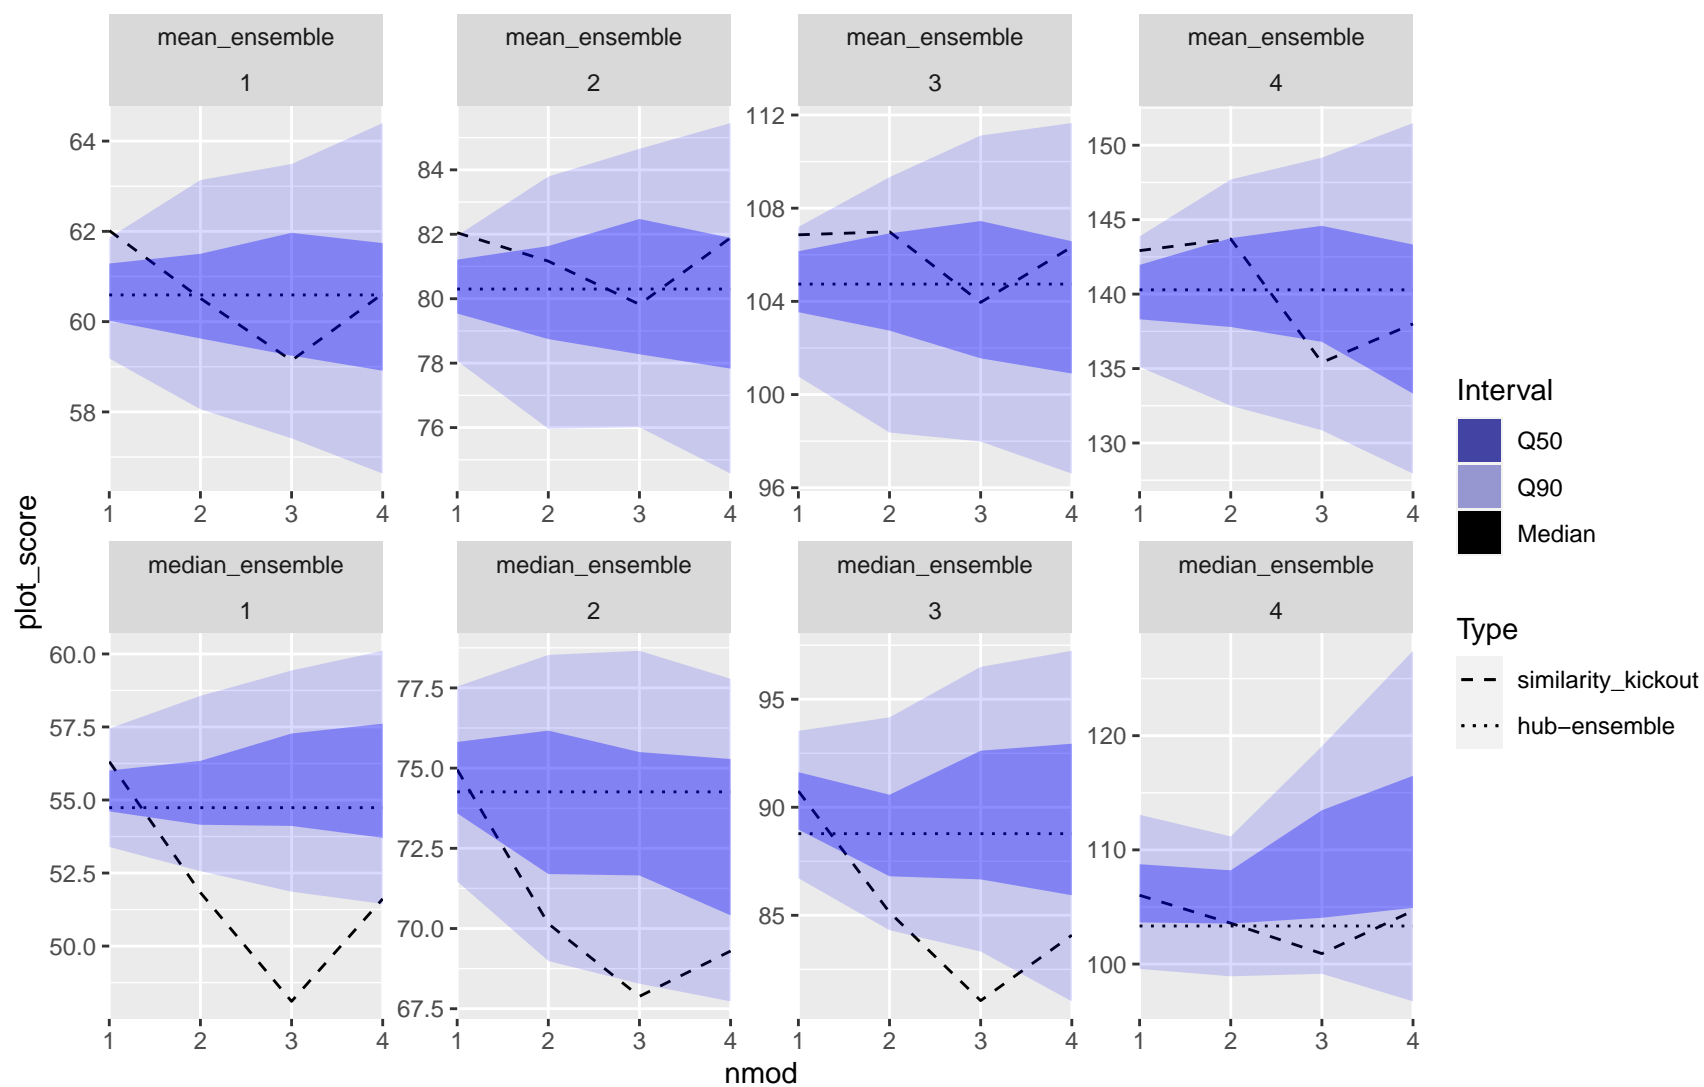 mean_ensemble mean_ensemble mean_ensemble mean_ensemble
1 2 3 4
64
62
60
58
84
82
80
78
76
112
108
104
100
96
150
145
140
135
130
1 2 3 4 1 2 3 4 1 2 3 4 1 2 3 4
plot_score
median_ensemble median_ensemble median_ensemble median_ensemble
1 2 3 4
60.0
57.5
55.0
52.5
50.0
77.5
75.0
72.5
70.0
67.5
95
90
85
120
110
100
1 2 3 4 1 2 3 4 1 2 3 4 1 2 3 4
nmod
Interval
Q50
Q90
Median
Type
similarity_kickout
hub−ensemble